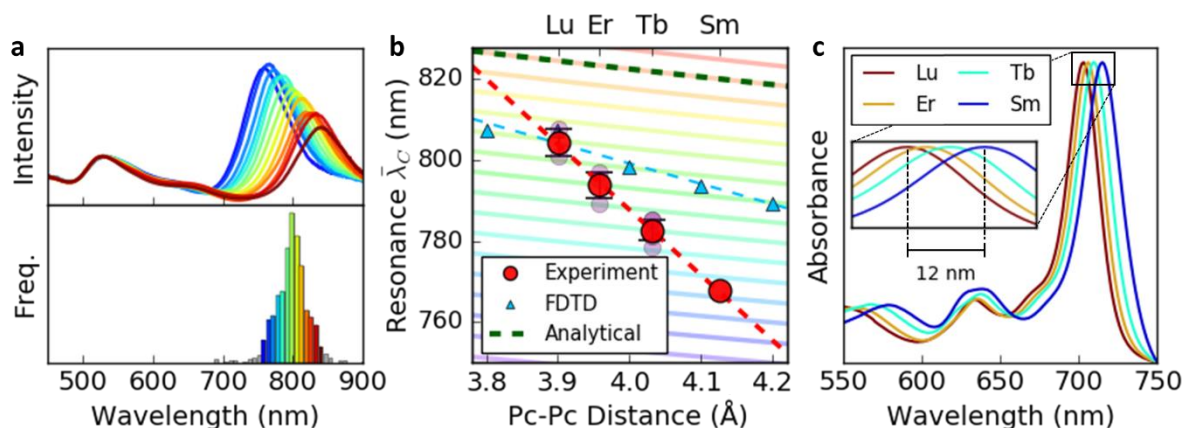 a
Intensity
Freq.
450 500 600 700 800 900
Wavelength (nm)
b
Lu Er Tb Sm
Resonance λ̄C (nm)
820
800
780
760
Experiment
FDTD
Analytical
3.8 3.9 4.0 4.1 4.2
Pc-Pc Distance (Å)
c
Lu Tb
Er Sm
12 nm
Absorbance
550 600 650 700 750
Wavelength (nm)